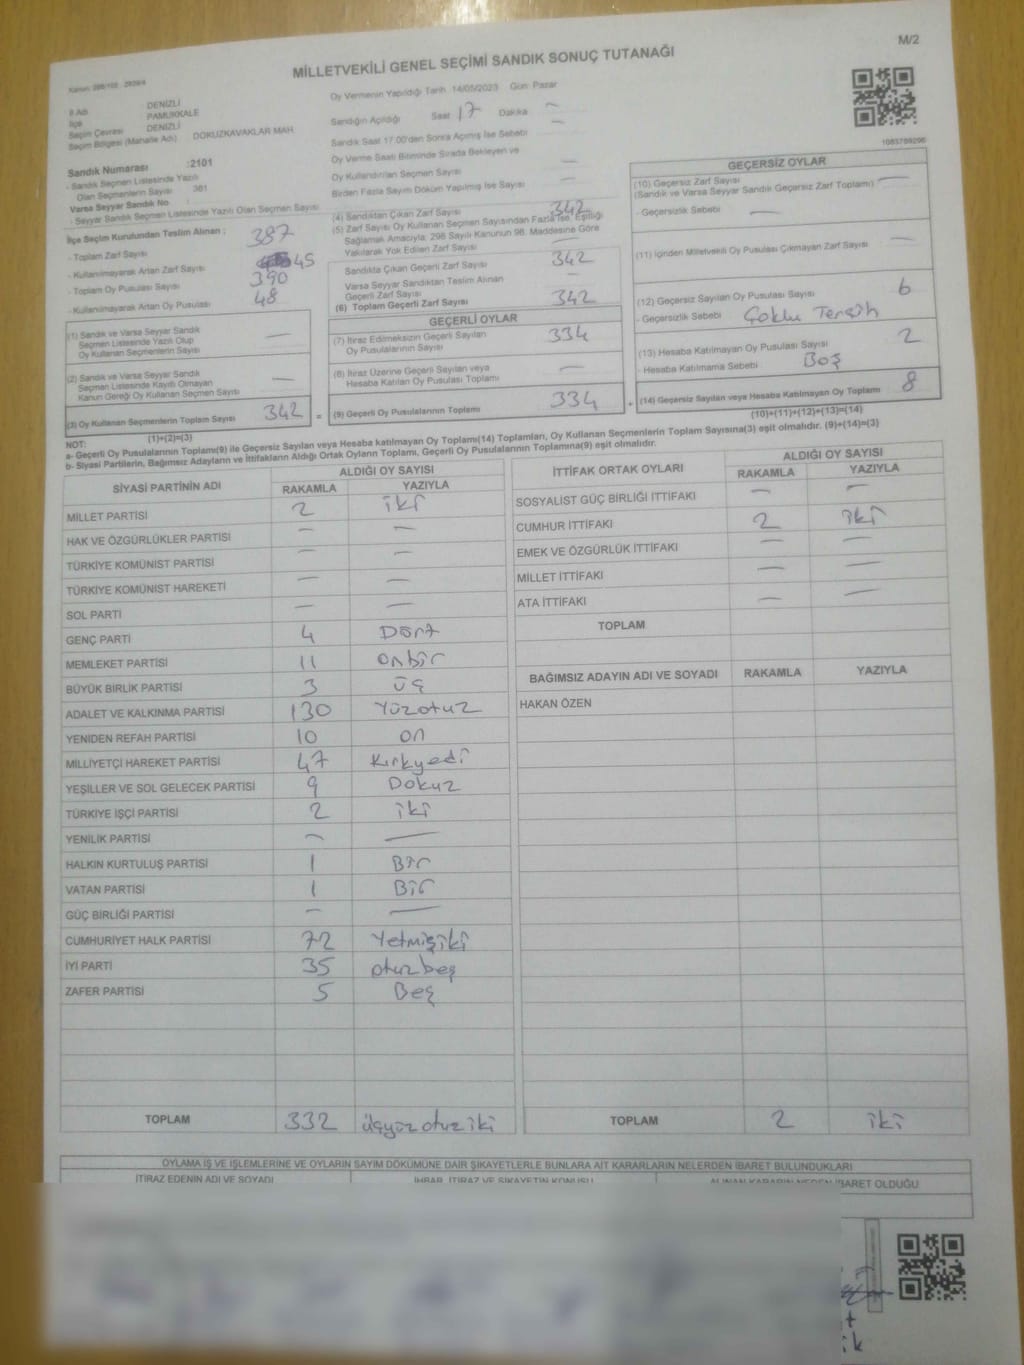 M/2
MİLLETVEKİLİ GENEL SEÇİMİ SANDIK SONUÇ TUTANAĞI
İl Adı : DENİZLİ
İlçe : PAMUKKALE
Seçim Çevresi : DENİZLİ
Seçim Bölgesi (Mahalle Adı) : DOKUZKAVAKLAR MAH.
Sandık Numarası :2101
- Sandık Seçmen Listesinde Yazılı
Olan Seçmenlerin Sayısı : 381
Varsa Seyyar Sandık No :
- Seyyar Sandık Seçmen Listesinde Yazılı Olan Seçmen Sayısı
İlçe Seçim Kurulundan Teslim Alınan ;
- Toplam Zarf Sayısı 387
- Kullanılmayarak Artan Zarf Sayısı 45
- Toplam Oy Pusulası Sayısı 390
- Kullanılmayarak Artan Oy Pusulası 48
(1) Sandık ve Varsa Seyyar Sandık
Seçmen Listesinde Yazılı Olup
Oy Kullanan Seçmenlerin Sayısı —
(2) Sandık ve Varsa Seyyar Sandık
Seçmen Listesinde Kayıtlı Olmayan
Kanun Gereği Oy Kullanan Seçmen Sayısı —
(3) Oy Kullanan Seçmenlerin Toplam Sayısı 342
(1)+(2)=(3)
Oy Vermenin Yapıldığı Tarih 14/05/2023 Gün: Pazar
Sandığın Açıldığı Saat 17 Dakika —
Sandık Saat 17.00'den Sonra Açılmış İse Sebebi —
Oy Verme Saati Bitiminde Sırada Bekleyen ve
Oy Kullandırılan Seçmen Sayısı —
Birden Fazla Sayım Döküm Yapılmış İse Sayısı —
(4) Sandıktan Çıkan Zarf Sayısı 342
(5) Zarf Sayısı Oy Kullanan Seçmen Sayısından Fazla İse, Eşitliği
Sağlamak Amacıyla; 298 Sayılı Kanunun 98. Maddesine Göre
Yakılarak Yok Edilen Zarf Sayısı —
Sandıkta Çıkan Geçerli Zarf Sayısı 342
Varsa Seyyar Sandıktan Teslim Alınan
Geçerli Zarf Sayısı —
(6) Toplam Geçerli Zarf Sayısı 342
GEÇERLİ OYLAR
(7) İtiraz Edilmeksizin Geçerli Sayılan
Oy Pusulalarının Sayısı 334
(8) İtiraz Üzerine Geçerli Sayılan veya
Hesaba Katılan Oy Pusulası Toplamı —
= (9) Geçerli Oy Pusulalarının Toplamı 334
1083789296
GEÇERSİZ OYLAR
(10) Geçersiz Zarf Sayısı —
(Sandık ve Varsa Seyyar Sandık Geçersiz Zarf Toplamı)
- Geçersizlik Sebebi —
(11) İçinden Milletvekili Oy Pusulası Çıkmayan Zarf Sayısı —
(12) Geçersiz Sayılan Oy Pusulası Sayısı 6
- Geçersizlik Sebebi Çoklu Tercih
(13) Hesaba Katılmayan Oy Pusulası Sayısı 2
- Hesaba Katılmama Sebebi Boş
+ (14) Geçersiz Sayılan veya Hesaba Katılmayan Oy Toplamı 8
(10)+(11)+(12)+(13)=(14)
NOT:
a- Geçerli Oy Pusulalarının Toplamı(9) ile Geçersiz Sayılan veya Hesaba katılmayan Oy Toplamı(14) Toplamları, Oy Kullanan Seçmenlerin Toplam Sayısına(3) eşit olmalıdır. (9)+(14)=(3)
b- Siyasi Partilerin, Bağımsız Adayların ve İttifakların Aldığı Ortak Oyların Toplamı, Geçerli Oy Pusulalarının Toplamına(9) eşit olmalıdır.
SİYASİ PARTİNİN ADI ALDIĞI OY SAYISI
RAKAMLA YAZIYLA
MİLLET PARTİSİ 2 iki
HAK VE ÖZGÜRLÜKLER PARTİSİ — —
TÜRKİYE KOMÜNİST PARTİSİ — —
TÜRKİYE KOMÜNİST HAREKETİ — —
SOL PARTİ — —
GENÇ PARTİ 4 Dört
MEMLEKET PARTİSİ 11 onbir
BÜYÜK BİRLİK PARTİSİ 3 üç
ADALET VE KALKINMA PARTİSİ 130 Yüzotuz
YENİDEN REFAH PARTİSİ 10 on
MİLLİYETÇİ HAREKET PARTİSİ 47 Kırkyedi
YEŞİLLER VE SOL GELECEK PARTİSİ 9 Dokuz
TÜRKİYE İŞÇİ PARTİSİ 2 iki
YENİLİK PARTİSİ — —
HALKIN KURTULUŞ PARTİSİ 1 Bir
VATAN PARTİSİ 1 Bir
GÜÇ BİRLİĞİ PARTİSİ — —
CUMHURİYET HALK PARTİSİ 72 Yetmişiki
İYİ PARTİ 35 otuzbeş
ZAFER PARTİSİ 5 Beş
TOPLAM 332 üçyüzotuziki
İTTİFAK ORTAK OYLARI ALDIĞI OY SAYISI
RAKAMLA YAZIYLA
SOSYALİST GÜÇ BİRLİĞİ İTTİFAKI — —
CUMHUR İTTİFAKI 2 iki
EMEK VE ÖZGÜRLÜK İTTİFAKI — —
MİLLET İTTİFAKI — —
ATA İTTİFAKI — —
TOPLAM
BAĞIMSIZ ADAYIN ADI VE SOYADI RAKAMLA YAZIYLA
HAKAN ÖZEN
TOPLAM 2 iki
OYLAMA İŞ VE İŞLEMLERİNE VE OYLARIN SAYIM DÖKÜMÜNE DAİR ŞİKAYETLERLE BUNLARA AİT KARARLARIN NELERDEN İBARET BULUNDUKLARI
İTİRAZ EDENİN ADI VE SOYADI İHBAR, İTİRAZ VE ŞİKAYETİN KONUSU ALINAN KARARIN NEDEN İBARET OLDUĞU